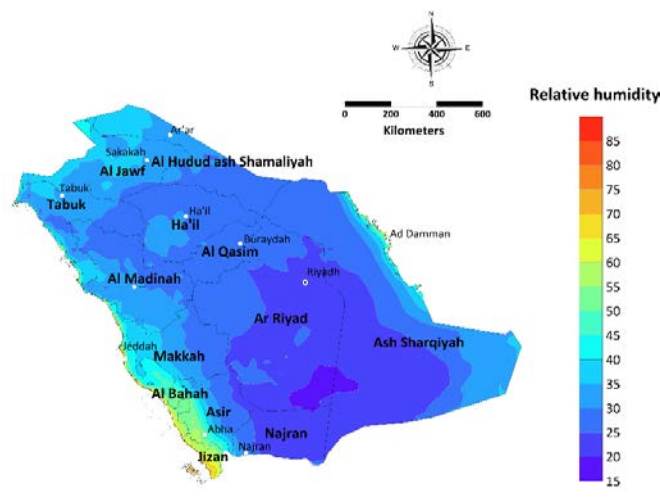 N
W E
S
0 200 400 600
Kilometers
Relative humidity
85
80
75
70
65
60
55
50
45
40
35
30
25
20
15
Ar'ar
Sakakah
Al Hudud ash Shamaliyah
Al Jawf
Tabuk
Tabuk
Ha'il
Ha'il
Buraydah
Al Qasim
Ad Damman
Riyadh
Al Madinah
Ar Riyad
Ash Sharqiyah
Jeddah
Makkah
Al Bahah
Asir
Abha
Najran
Najran
Jizan